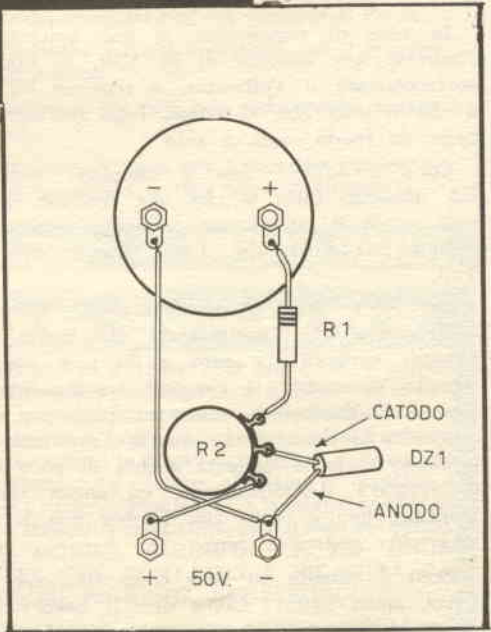 - +
R1
CATODO
R2
DZ1
ANODO
+ 50V. -